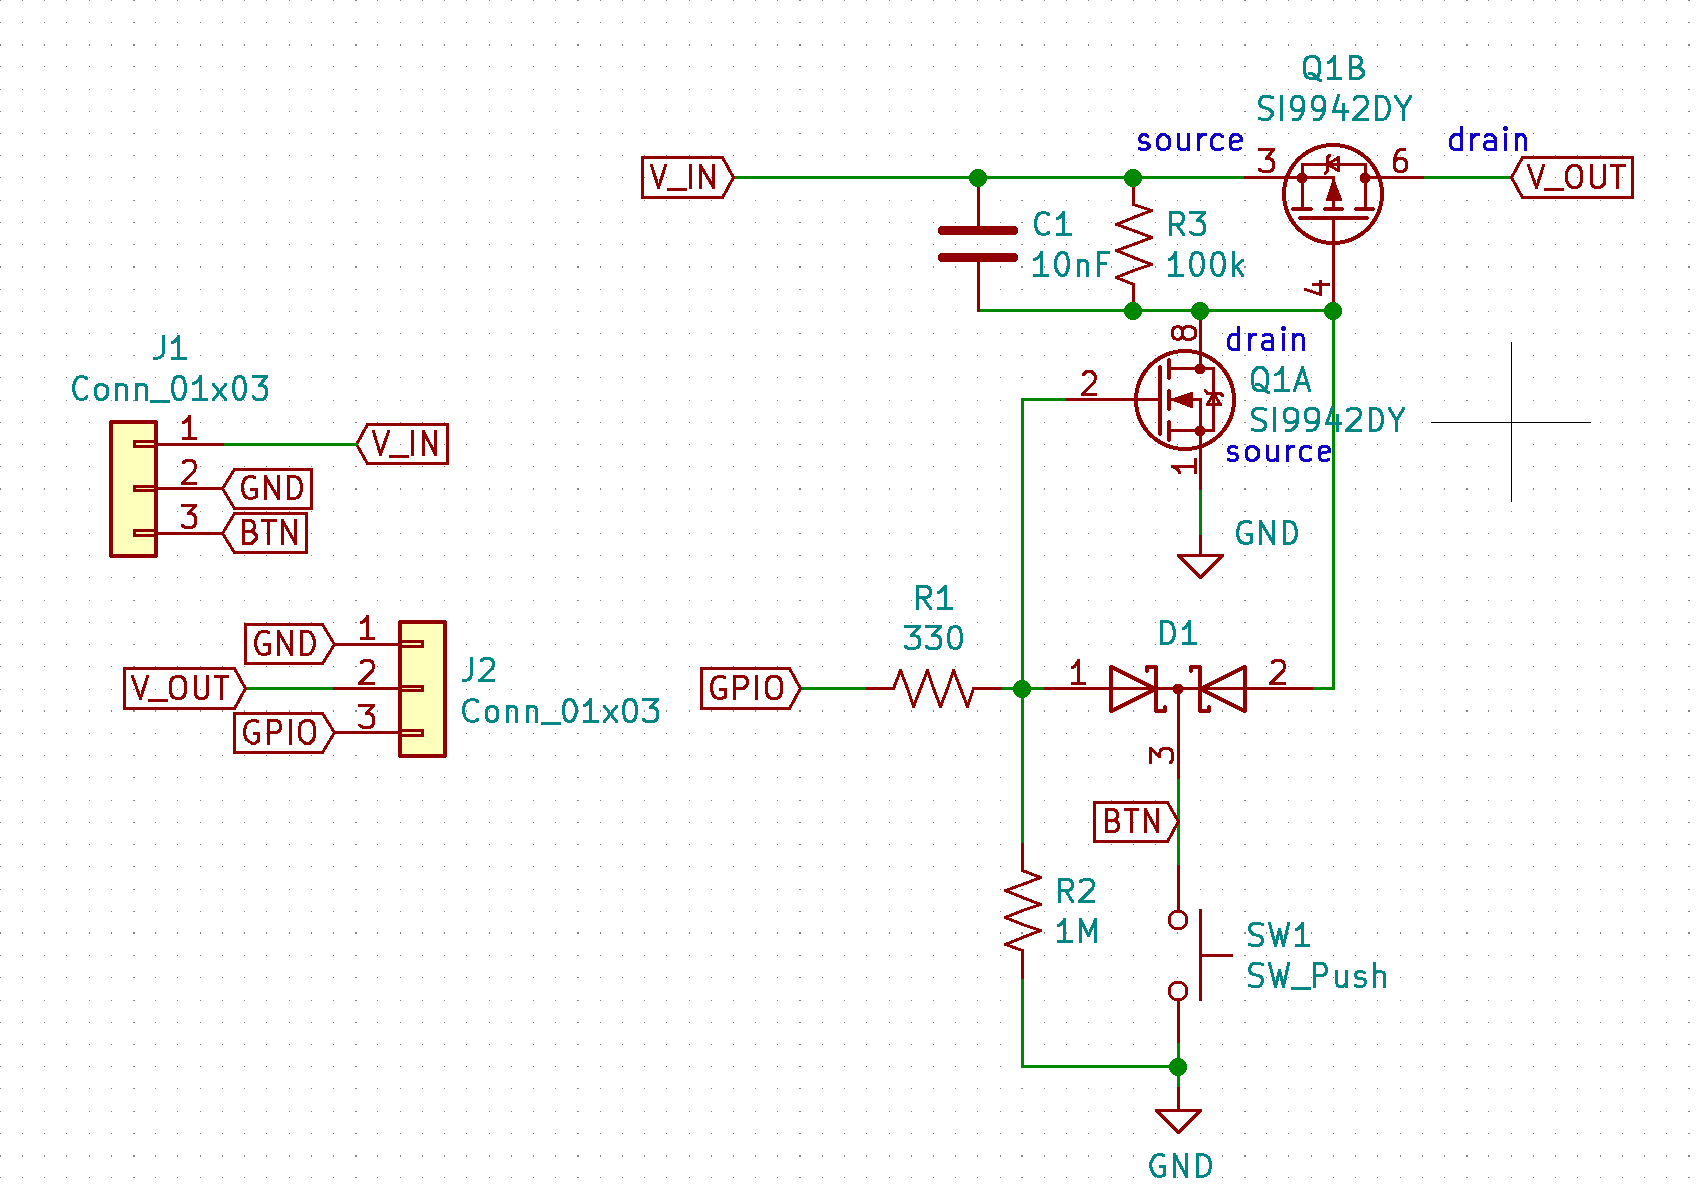 Q1B
SI9942DY
source
drain
3
6
V_IN
V_OUT
C1
10nF
R3
100k
4
8
drain
2
Q1A
SI9942DY
source
1
GND
J1
Conn_01x03
1
V_IN
2
GND
3
BTN
GND
1
V_OUT
2
GPIO
3
J2
Conn_01x03
R1
330
D1
GPIO
1
2
3
BTN
R2
1M
SW1
SW_Push
GND